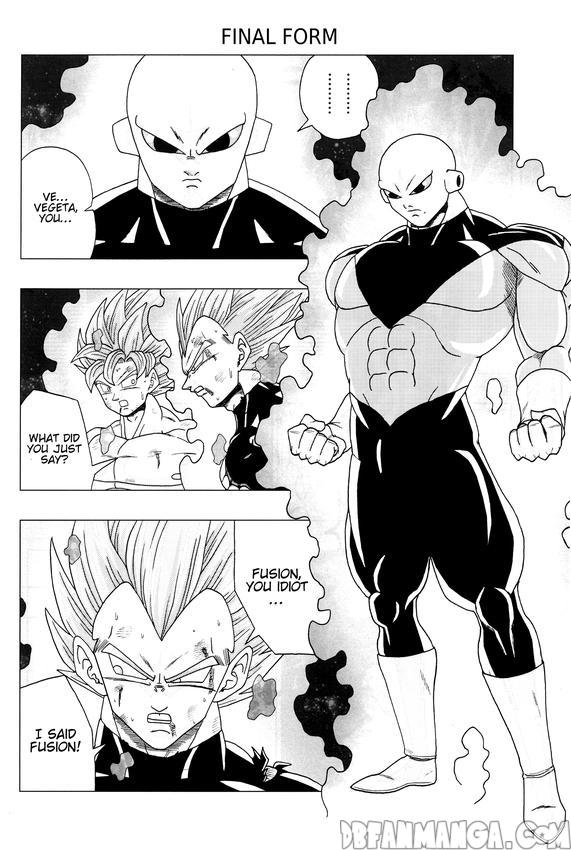 FINAL FORM
VE...
VEGETA,
YOU...
......
WHAT DID
YOU JUST
SAY?
FUSION,
YOU IDIOT
...
I SAID
FUSION!
DBFANMANGA.COM